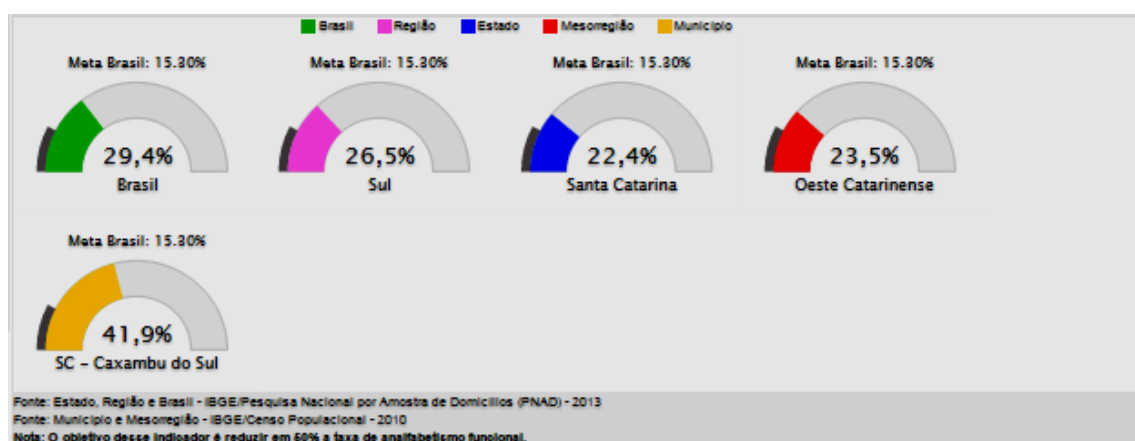 Brasil Região Estado Mesorregião Município
Meta Brasil: 15.30% Meta Brasil: 15.30% Meta Brasil: 15.30% Meta Brasil: 15.30%
29,4% 26,5% 22,4% 23,5%
Brasil Sul Santa Catarina Oeste Catarinense
Meta Brasil: 15.30%
41,9%
SC - Caxambu do Sul
Fonte: Estado, Região e Brasil - IBGE/Pesquisa Nacional por Amostra de Domicílios (PNAD) - 2013
Fonte: Município e Mesorregião - IBGE/Censo Populacional - 2010
Nota: O objetivo desse indicador é reduzir em 50% a taxa de analfabetismo funcional.